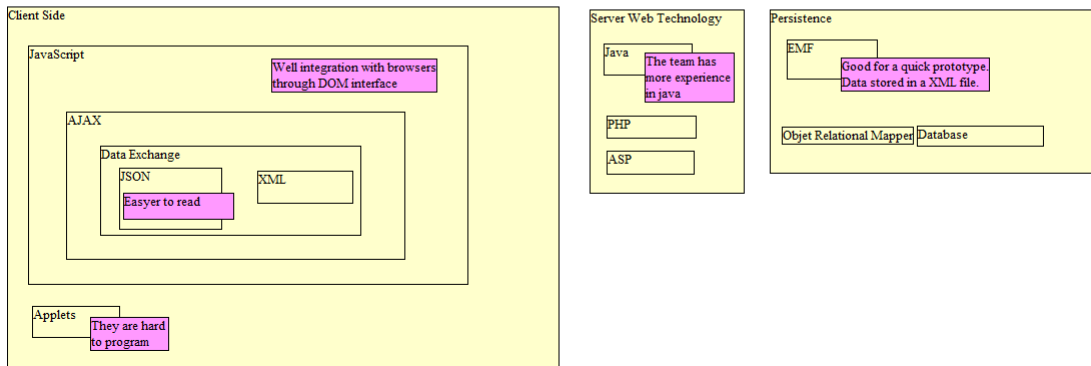 Client Side
JavaScript
Well integration with browsers
through DOM interface
AJAX
Data Exchange
JSON
Easyer to read
XML
Applets
They are hard
to program
Server Web Technology
Java
The team has
more experience
in java
PHP
ASP
Persistence
EMF
Good for a quick prototype.
Data stored in a XML file.
Objet Relational Mapper
Database